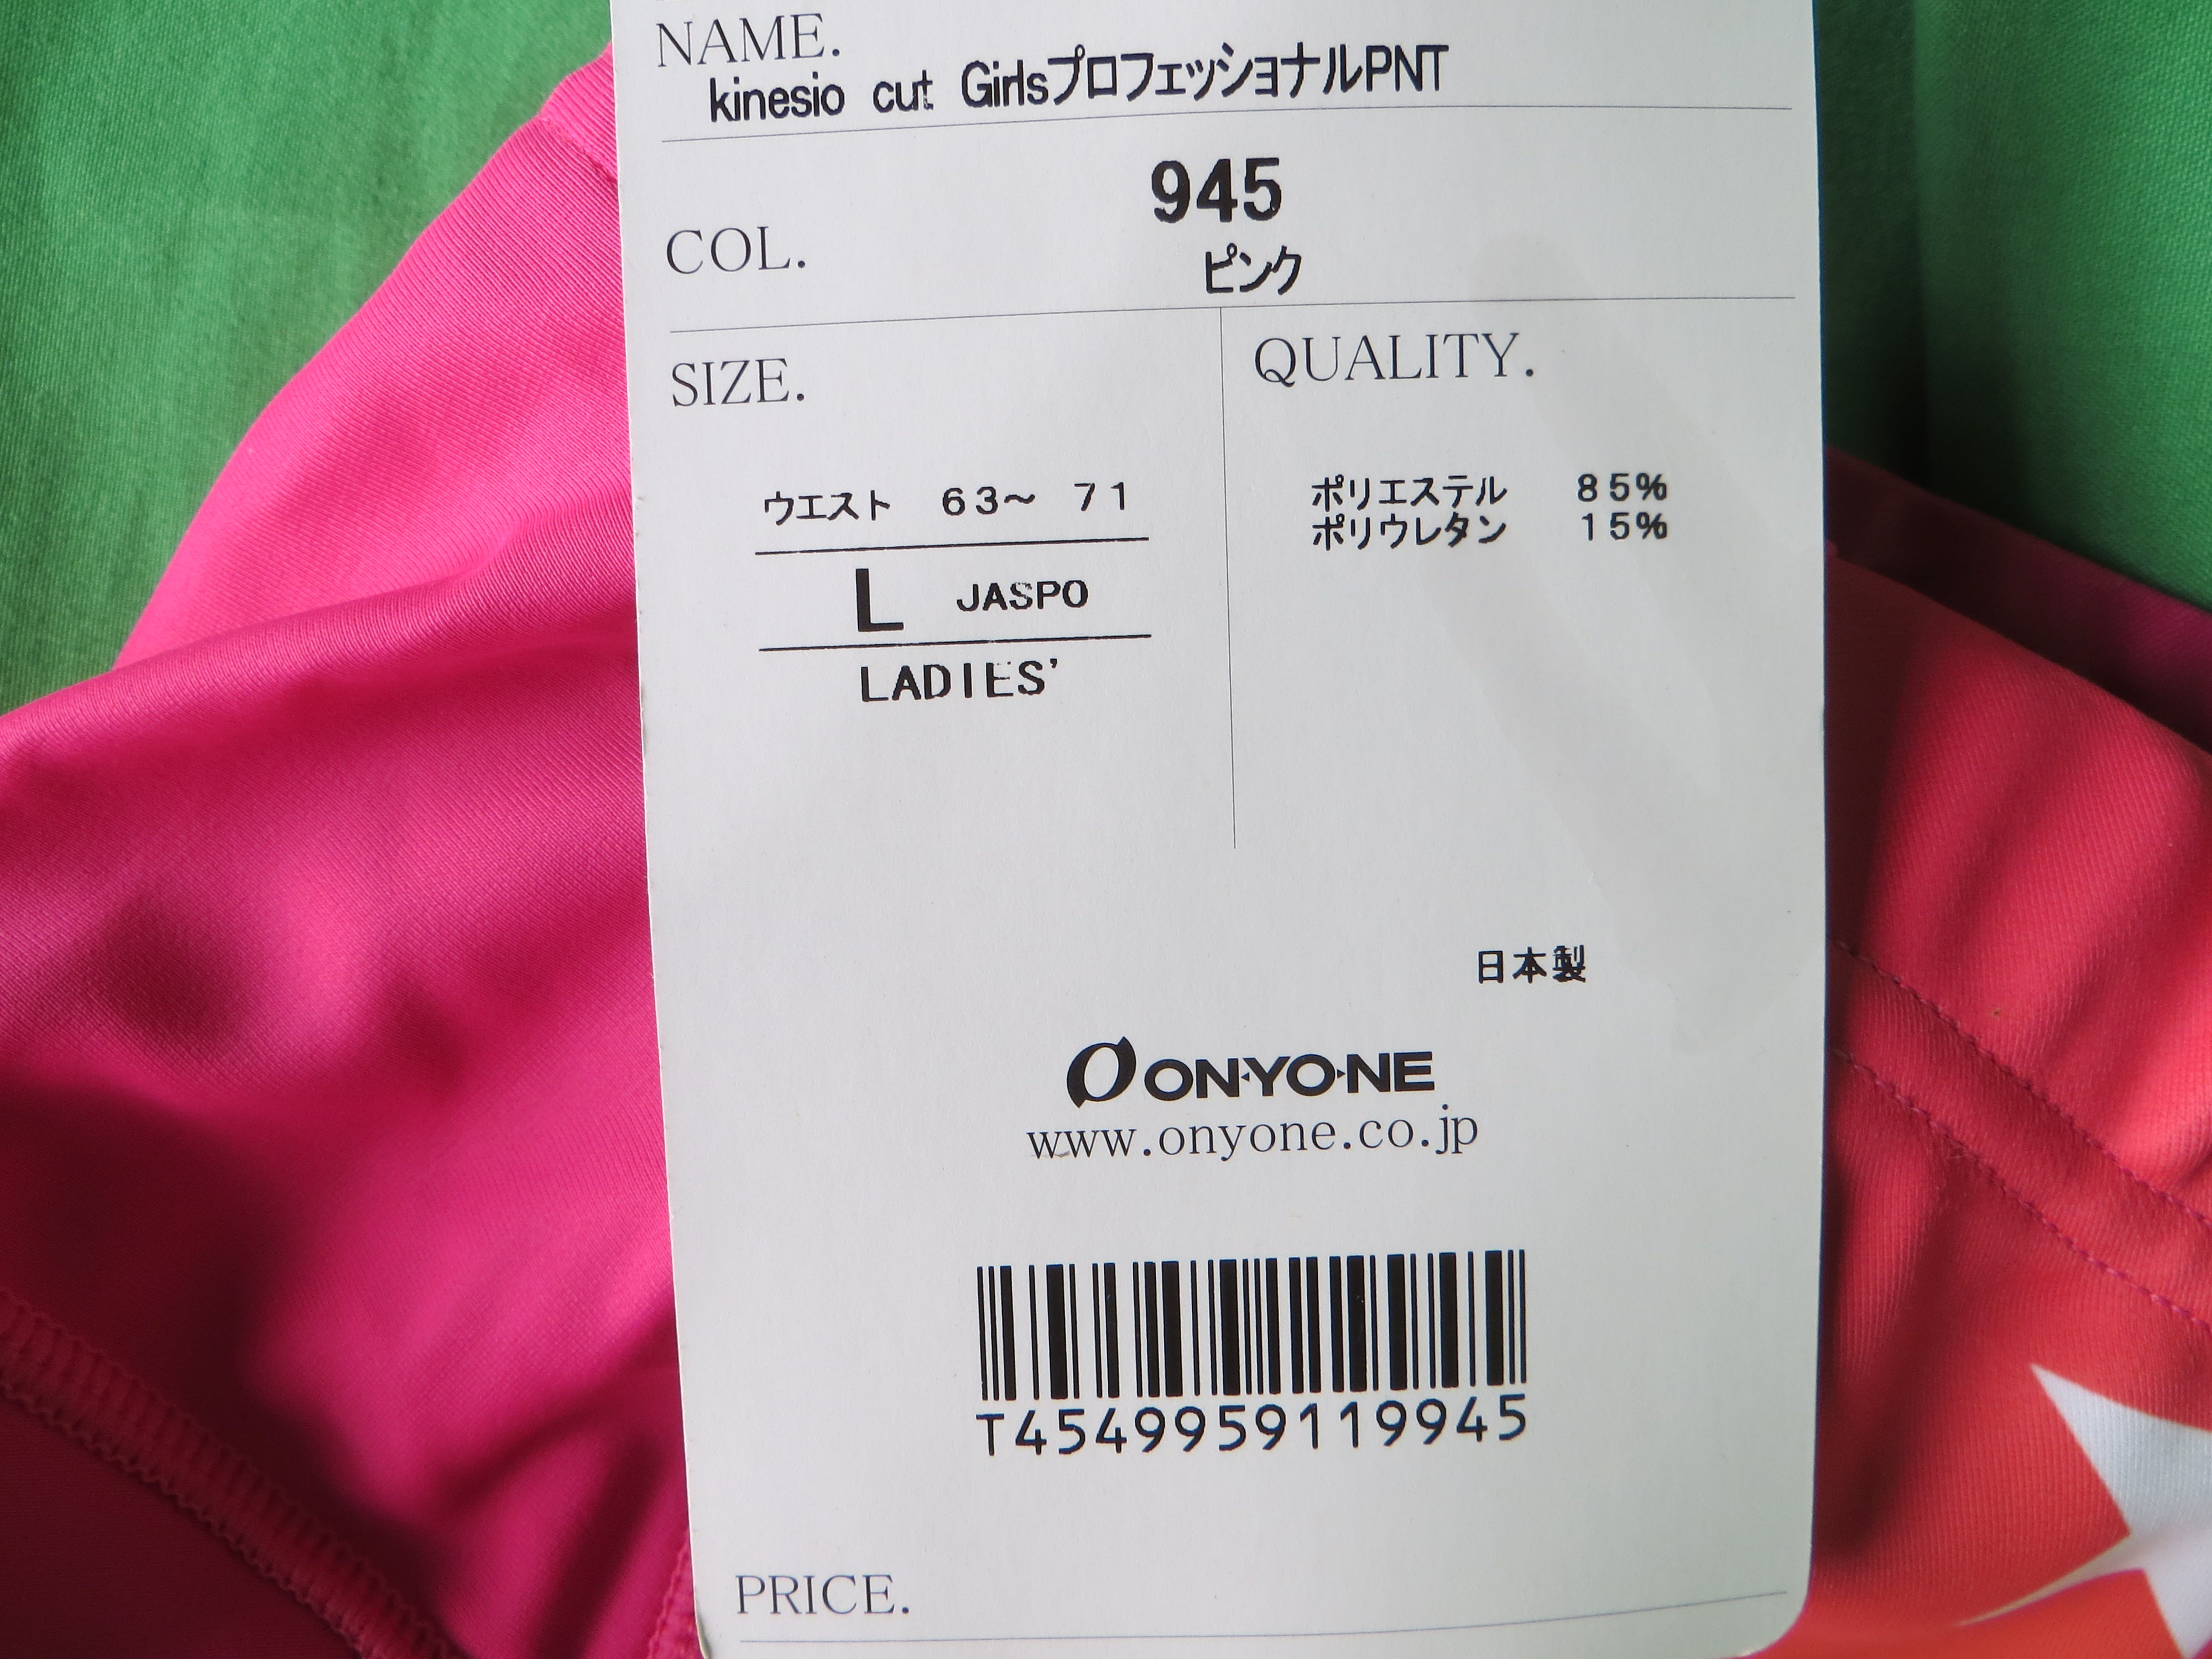 NAME.
kinesio cut GirlsプロフェッショナルPNT
945
COL.
ピンク
SIZE.
QUALITY.
ウエスト 63～ 71
ポリエステル 85%
ポリウレタン 15%
L JASPO
LADIES'
日本製
ON·YO·NE
www.onyone.co.jp
T4549959119945
PRICE.